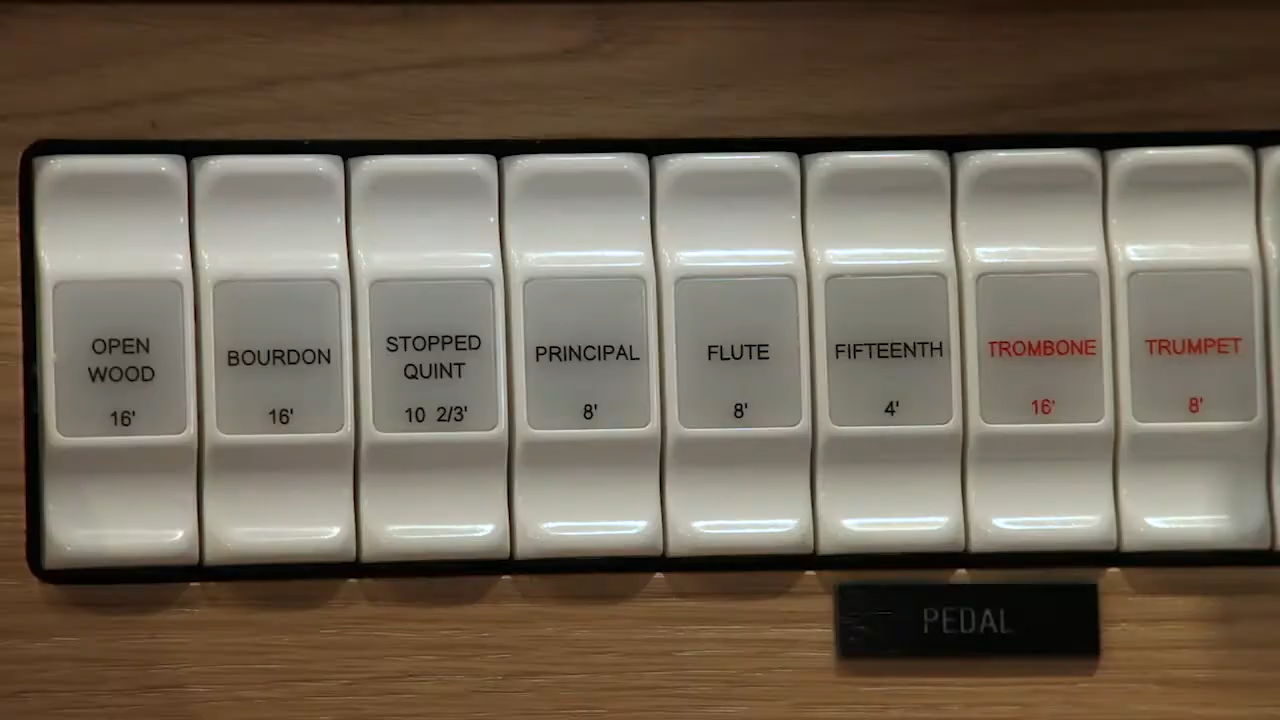 OPEN
WOOD
16'
BOURDON
16'
STOPPED
QUINT
10 2/3'
PRINCIPAL
8'
FLUTE
8'
FIFTEENTH
4'
TROMBONE
16'
TRUMPET
8'
PEDAL